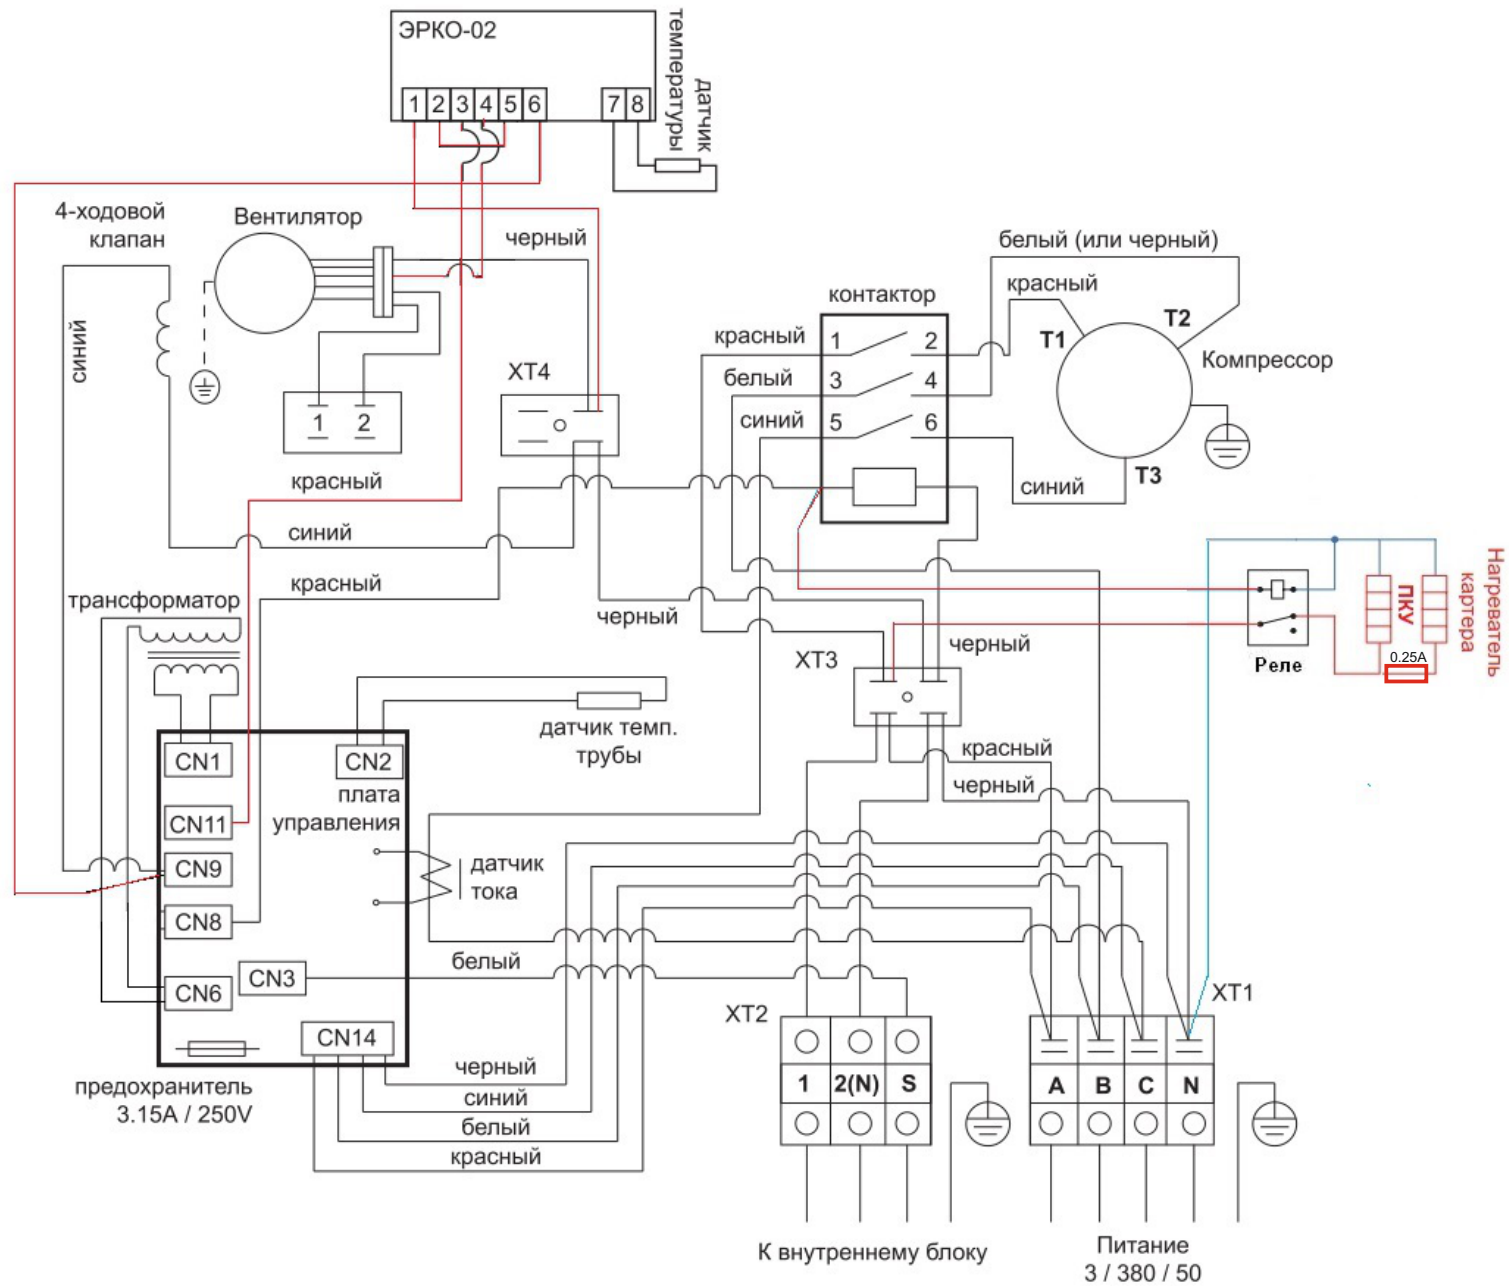 ЭРКО-02
1 2 3 4 5 6
7 8
датчик
температуры
4-ходовой
клапан
Вентилятор
черный
синий
1 2
XT4
красный
синий
красный
черный
трансформатор
белый (или черный)
красный
контактор
красный
белый
синий
1 2
3 4
5 6
T1
T2
T3
Компрессор
синий
Нагреватель
картера
ПКУ
0.25A
Реле
XT3
черный
красный
черный
датчик темп.
трубы
CN1
CN2
плата
управления
CN11
CN9
CN8
CN3
CN6
CN14
датчик
тока
белый
предохранитель
3.15A / 250V
черный
синий
белый
красный
XT2
1 2(N) S
XT1
A B C N
К внутреннему блоку
Питание
3 / 380 / 50